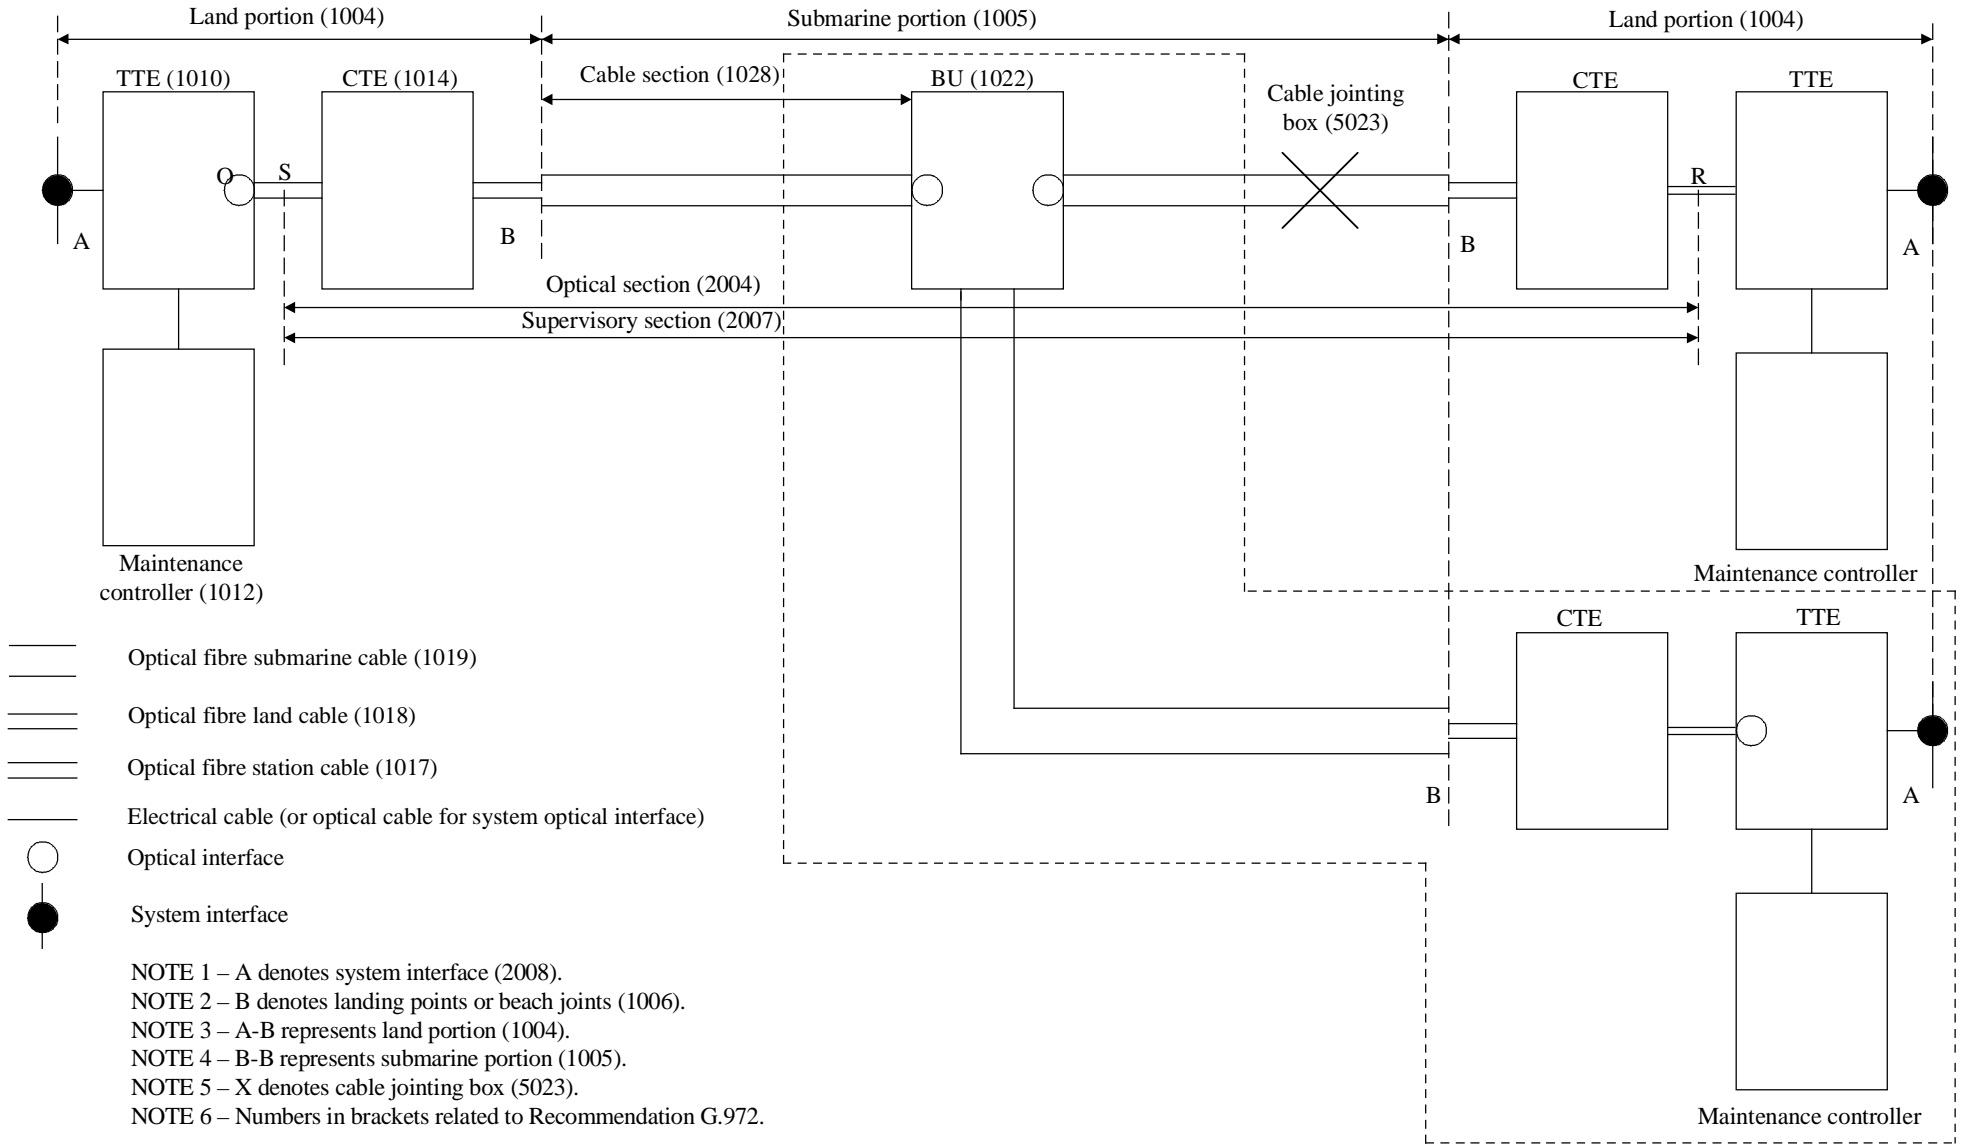 Land portion (1004)
Submarine portion (1005)
Land portion (1004)
Cable section (1028)
TTE (1010)
CTE (1014)
BU (1022)
Cable jointing
box (5023)
CTE
TTE
O
S
R
A
B
B
A
Optical section (2004)
Supervisory section (2007)
Maintenance
controller (1012)
Maintenance controller
CTE
TTE
B
A
Maintenance controller
Optical fibre submarine cable (1019)
Optical fibre land cable (1018)
Optical fibre station cable (1017)
Electrical cable (or optical cable for system optical interface)
Optical interface
System interface
NOTE 1 – A denotes system interface (2008).
NOTE 2 – B denotes landing points or beach joints (1006).
NOTE 3 – A-B represents land portion (1004).
NOTE 4 – B-B represents submarine portion (1005).
NOTE 5 – X denotes cable jointing box (5023).
NOTE 6 – Numbers in brackets related to Recommendation G.972.